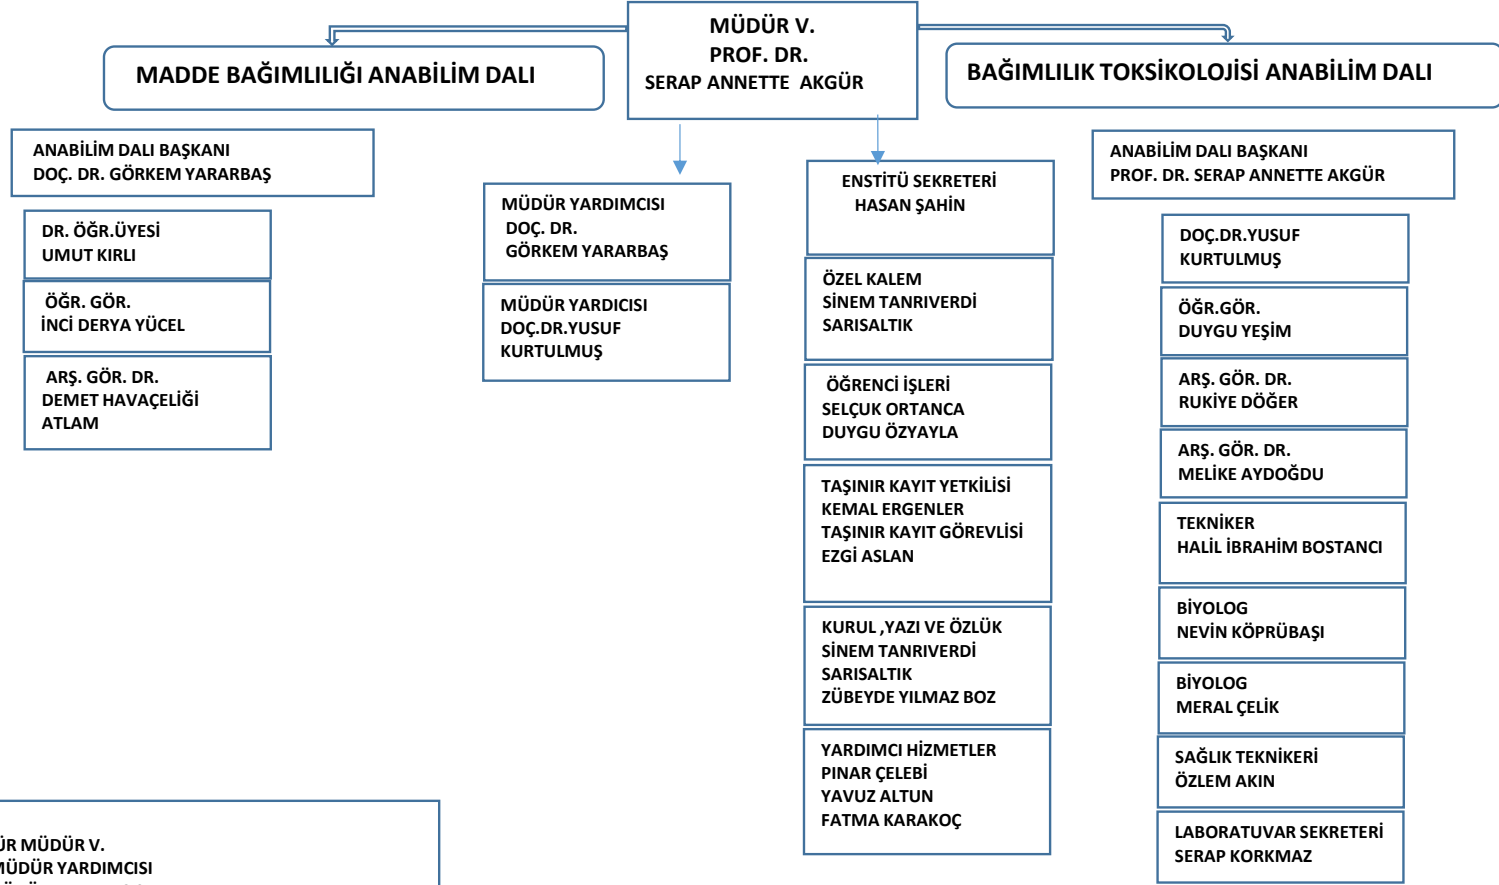 MÜDÜR V.
PROF. DR.
SERAP ANNETTE AKGÜR
MADDE BAĞIMLILIĞI ANABİLİM DALI
BAĞIMLILIK TOKSİKOLOJİSİ ANABİLİM DALI
ANABİLİM DALI BAŞKANI
DOÇ. DR. GÖRKEM YARARBAŞ
DR. ÖĞR.ÜYESİ
UMUT KIRLI
ÖĞR. GÖR.
İNCİ DERYA YÜCEL
ARŞ. GÖR. DR.
DEMET HAVAÇELİĞİ
ATLAM
MÜDÜR YARDIMCISI
DOÇ. DR.
GÖRKEM YARARBAŞ
MÜDÜR YARDICISI
DOÇ.DR.YUSUF
KURTULMUŞ
ENSTİTÜ SEKRETERİ
HASAN ŞAHİN
ÖZEL KALEM
SİNEM TANRIVERDİ
SARISALTIK
ÖĞRENCİ İŞLERİ
SELÇUK ORTANCA
DUYGU ÖZYAYLA
TAŞINIR KAYIT YETKİLİSİ
KEMAL ERGENLER
TAŞINIR KAYIT GÖREVLİSİ
EZGİ ASLAN
KURUL ,YAZI VE ÖZLÜK
SİNEM TANRIVERDİ
SARISALTIK
ZÜBEYDE YILMAZ BOZ
YARDIMCI HİZMETLER
PINAR ÇELEBİ
YAVUZ ALTUN
FATMA KARAKOÇ
ANABİLİM DALI BAŞKANI
PROF. DR. SERAP ANNETTE AKGÜR
DOÇ.DR.YUSUF
KURTULMUŞ
ÖĞR.GÖR.
DUYGU YEŞİM
ARŞ. GÖR. DR.
RUKİYE DÖĞER
ARŞ. GÖR. DR.
MELİKE AYDOĞDU
TEKNİKER
HALİL İBRAHİM BOSTANCI
BİYOLOG
NEVİN KÖPRÜBAŞI
BİYOLOG
MERAL ÇELİK
SAĞLIK TEKNİKERİ
ÖZLEM AKIN
LABORATUVAR SEKRETERİ
SERAP KORKMAZ
MÜDÜR V.
MÜDÜR YARDIMCISI